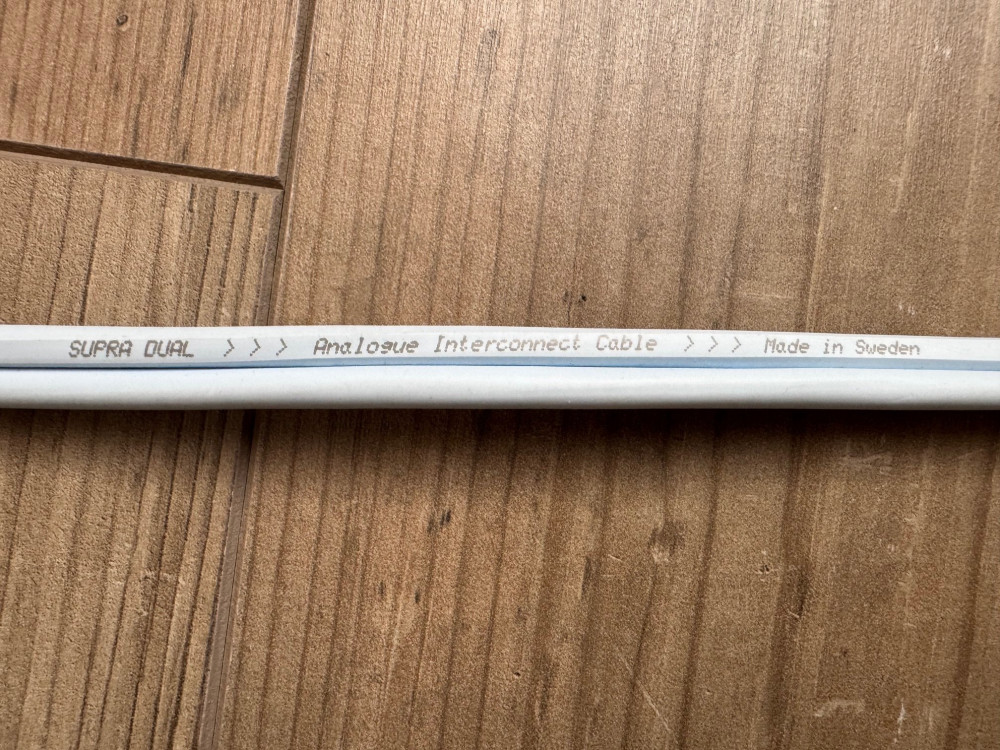 SUPRA DUAL > > > Analogue Interconnect Cable > > > Made in Sweden